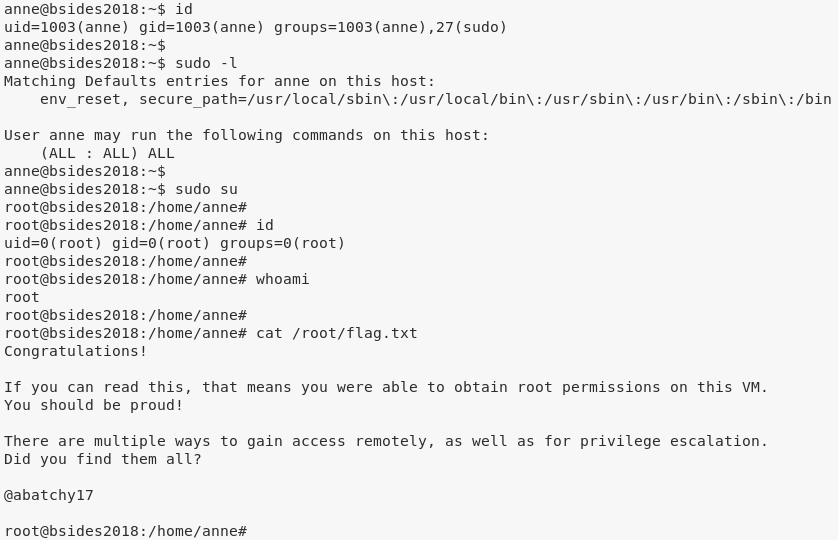 anne@bsides2018:~$ id
uid=1003(anne) gid=1003(anne) groups=1003(anne),27(sudo)
anne@bsides2018:~$
anne@bsides2018:~$ sudo -l
Matching Defaults entries for anne on this host:
    env_reset, secure_path=/usr/local/sbin\:/usr/local/bin\:/usr/sbin\:/usr/bin\:/sbin\:/bin

User anne may run the following commands on this host:
    (ALL : ALL) ALL
anne@bsides2018:~$
anne@bsides2018:~$ sudo su
root@bsides2018:/home/anne#
root@bsides2018:/home/anne# id
uid=0(root) gid=0(root) groups=0(root)
root@bsides2018:/home/anne#
root@bsides2018:/home/anne# whoami
root
root@bsides2018:/home/anne#
root@bsides2018:/home/anne# cat /root/flag.txt
Congratulations!

If you can read this, that means you were able to obtain root permissions on this VM.
You should be proud!

There are multiple ways to gain access remotely, as well as for privilege escalation.
Did you find them all?

@abatchy17

root@bsides2018:/home/anne#